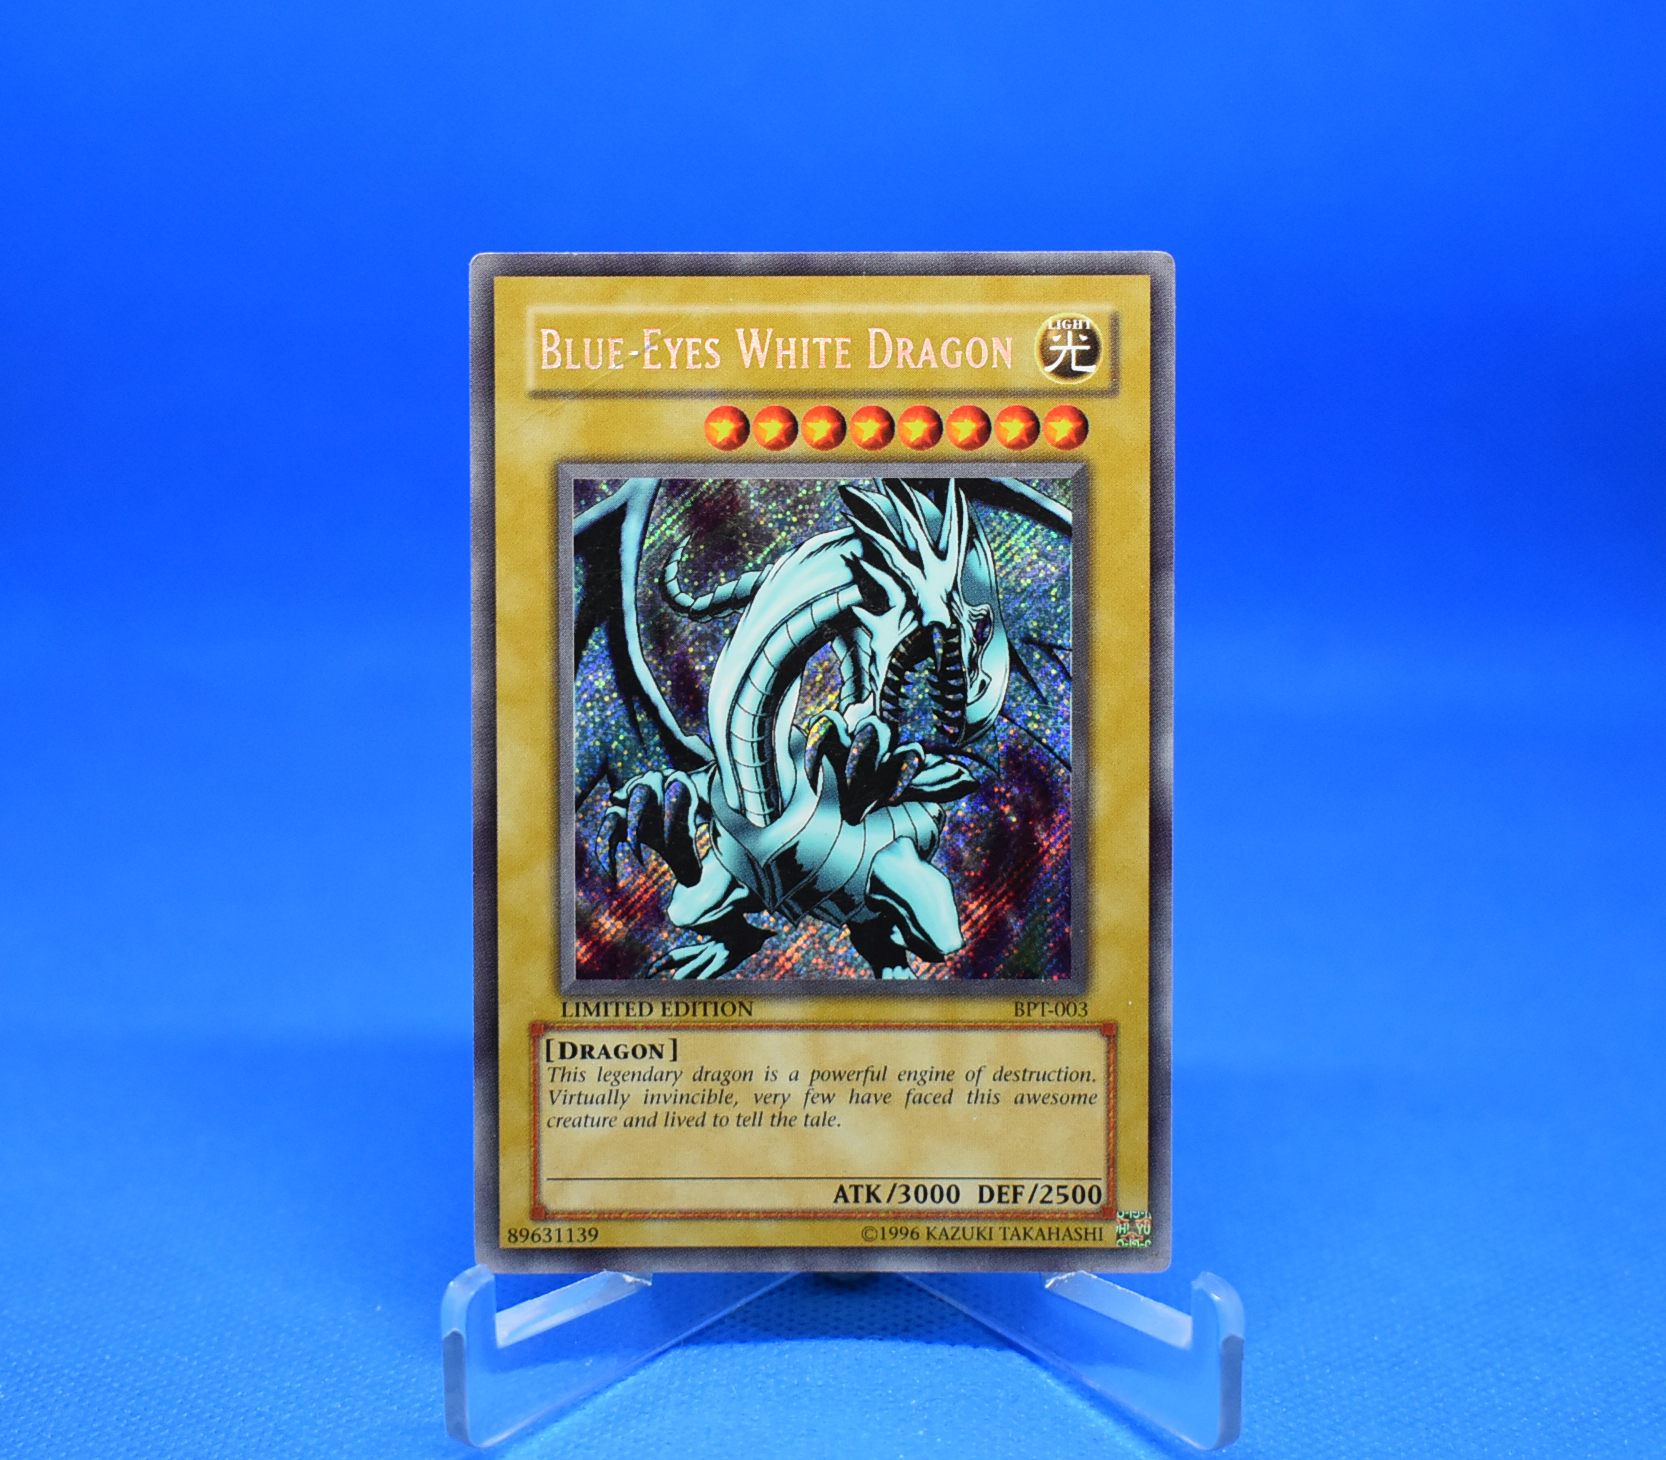 BLUE-EYES WHITE DRAGON
LIGHT
光
LIMITED EDITION BPT-003
[DRAGON]
This legendary dragon is a powerful engine of destruction.
Virtually invincible, very few have faced this awesome
creature and lived to tell the tale.
ATK/3000 DEF/2500
89631139 ©1996 KAZUKI TAKAHASHI